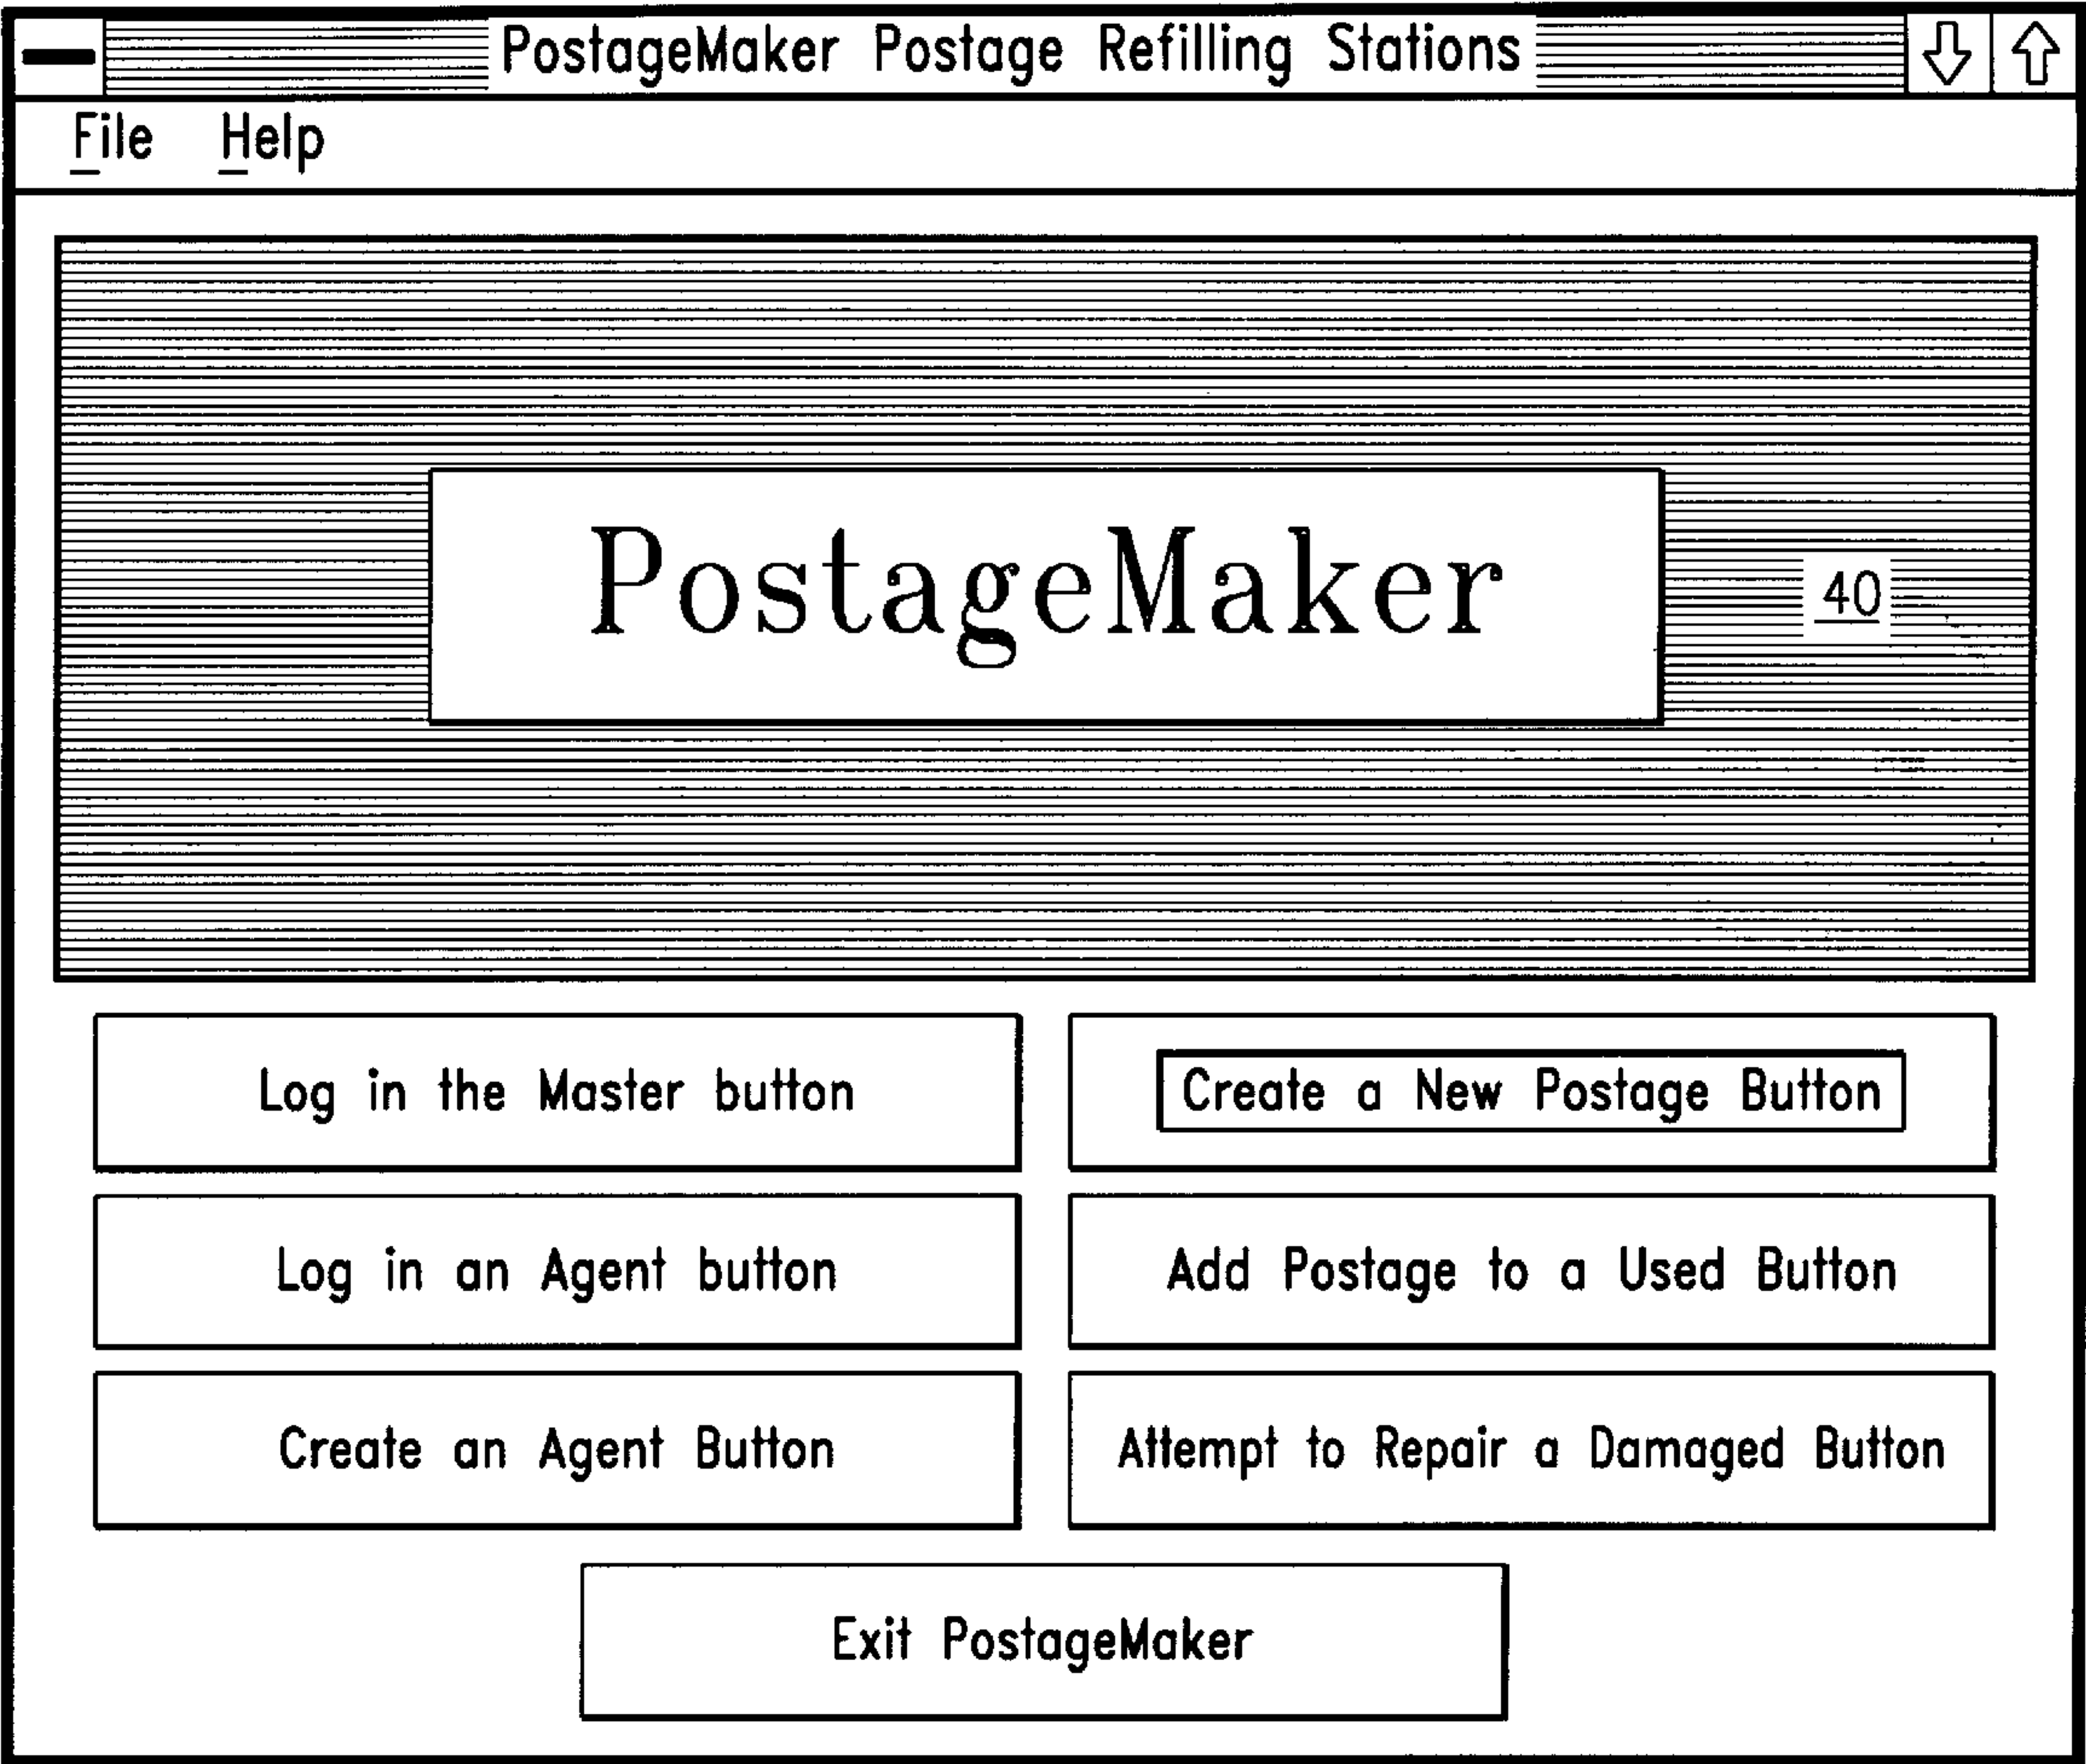 PostageMaker Postage Refilling Stations
File Help
PostageMaker
40
Log in the Master button
Create a New Postage Button
Log in an Agent button
Add Postage to a Used Button
Create an Agent Button
Attempt to Repair a Damaged Button
Exit PostageMaker